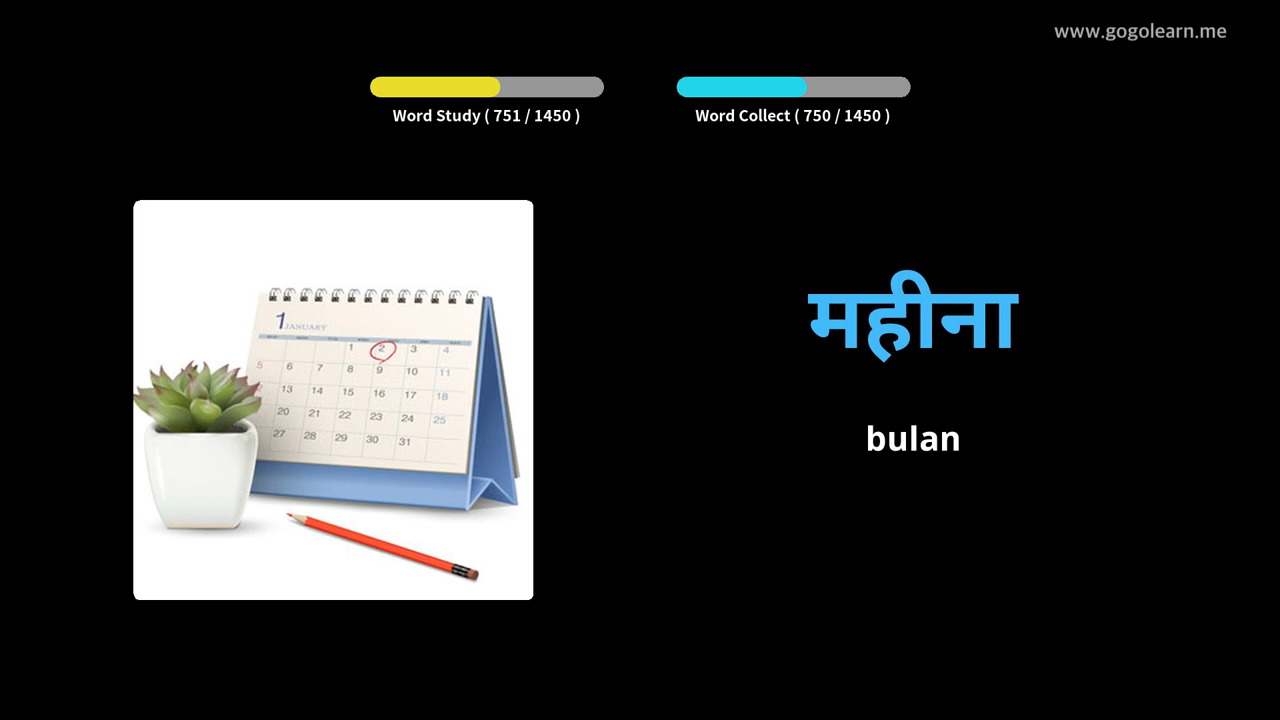 www.gogolearn.me
Word Study ( 751 / 1450 )
Word Collect ( 750 / 1450 )
महीना
bulan
1 JANUARY
1 2 3 4
5 6 7 8 9 10 11
13 14 15 16 17 18
20 21 22 23 24 25
27 28 29 30 31